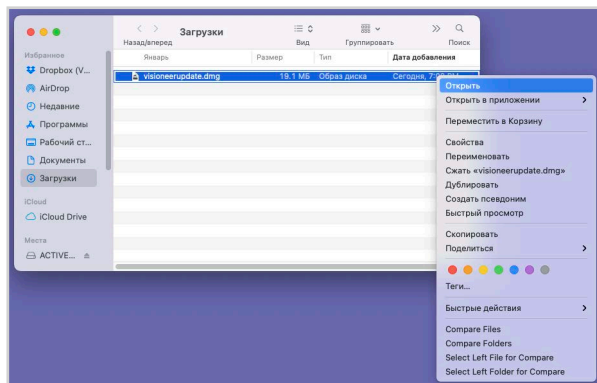 Загрузки
Назад/вперед Вид Группировать Поиск
Избранное
Январь Размер Тип Дата добавления
Dropbox (V...
visioneerupdate.dmg 19.1 МБ Образ диска Сегодня,
AirDrop
Недавние
Программы
Рабочий ст...
Документы
Загрузки
iCloud
iCloud Drive
Места
ACTIVE...
Открыть
Открыть в приложении
Переместить в Корзину
Свойства
Переименовать
Сжать «visioneerupdate.dmg»
Дублировать
Создать псевдоним
Быстрый просмотр
Скопировать
Поделиться
Теги...
Быстрые действия
Compare Files
Compare Folders
Select Left File for Compare
Select Left Folder for Compare